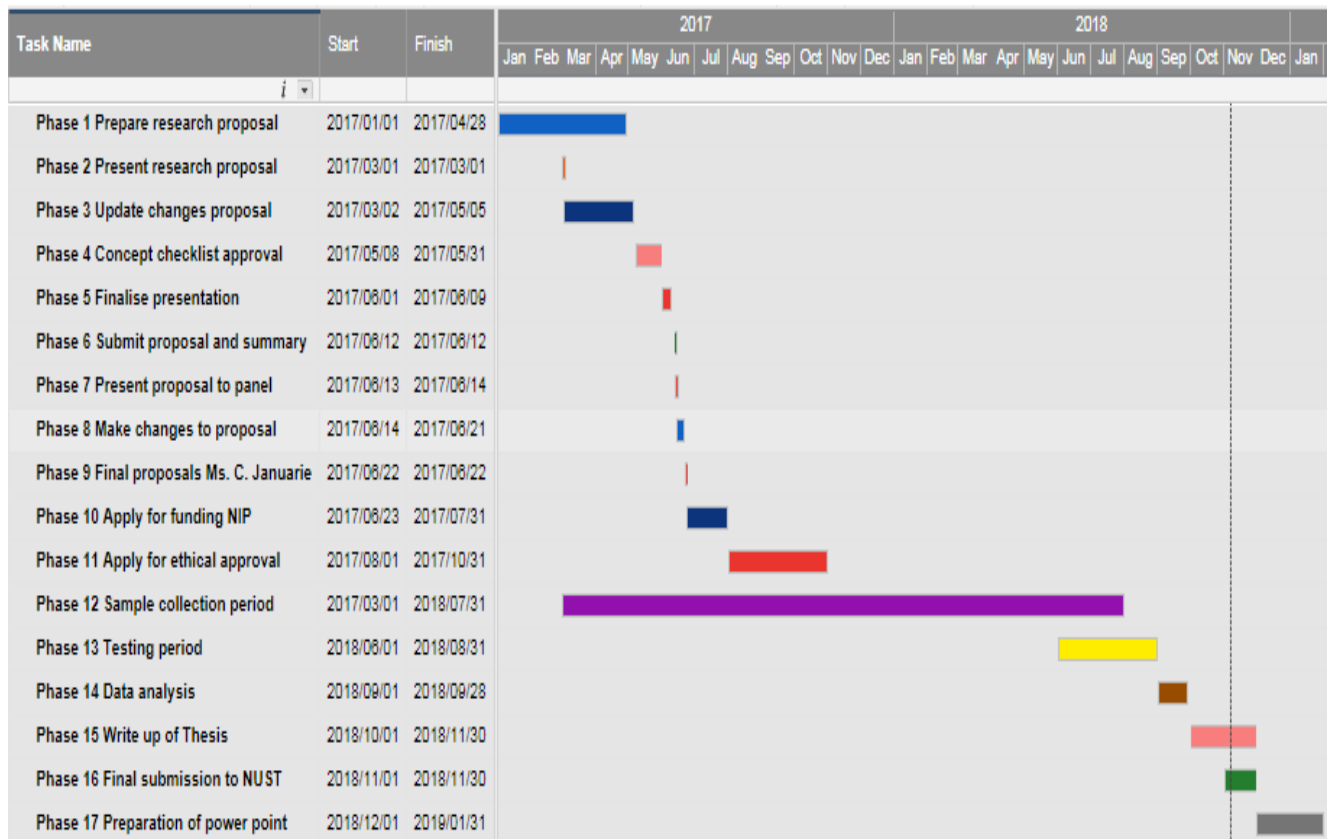 Task Name Start Finish 2017 2018
Jan Feb Mar Apr May Jun Jul Aug Sep Oct Nov Dec Jan Feb Mar Apr May Jun Jul Aug Sep Oct Nov Dec Jan
i
Phase 1 Prepare research proposal 2017/01/01 2017/04/28
Phase 2 Present research proposal 2017/03/01 2017/03/01
Phase 3 Update changes proposal 2017/03/02 2017/05/05
Phase 4 Concept checklist approval 2017/05/08 2017/05/31
Phase 5 Finalise presentation 2017/06/01 2017/06/09
Phase 6 Submit proposal and summary 2017/06/12 2017/06/12
Phase 7 Present proposal to panel 2017/06/13 2017/06/14
Phase 8 Make changes to proposal 2017/06/14 2017/06/21
Phase 9 Final proposals Ms. C. Januarie 2017/06/22 2017/06/22
Phase 10 Apply for funding NIP 2017/06/23 2017/07/31
Phase 11 Apply for ethical approval 2017/08/01 2017/10/31
Phase 12 Sample collection period 2017/03/01 2018/07/31
Phase 13 Testing period 2018/06/01 2018/08/31
Phase 14 Data analysis 2018/09/01 2018/09/28
Phase 15 Write up of Thesis 2018/10/01 2018/11/30
Phase 16 Final submission to NUST 2018/11/01 2018/11/30
Phase 17 Preparation of power point 2018/12/01 2019/01/31